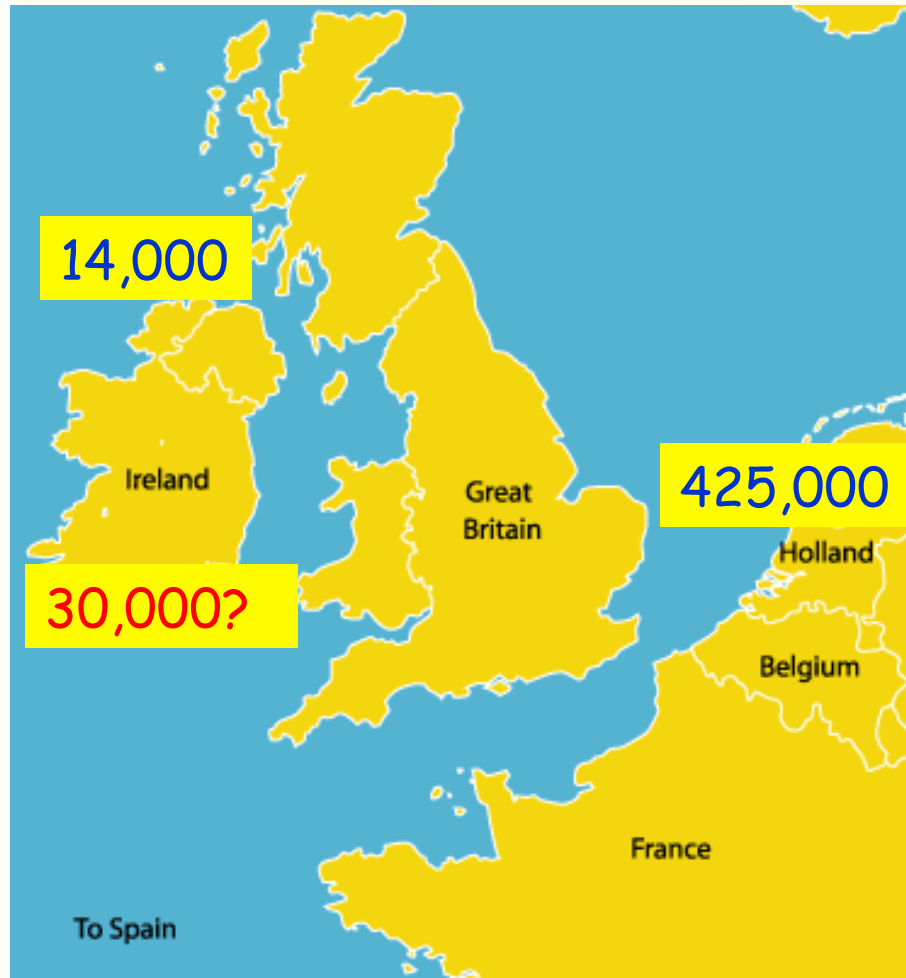 14,000
Ireland
Great
Britain
425,000
Holland
30,000?
Belgium
France
To Spain